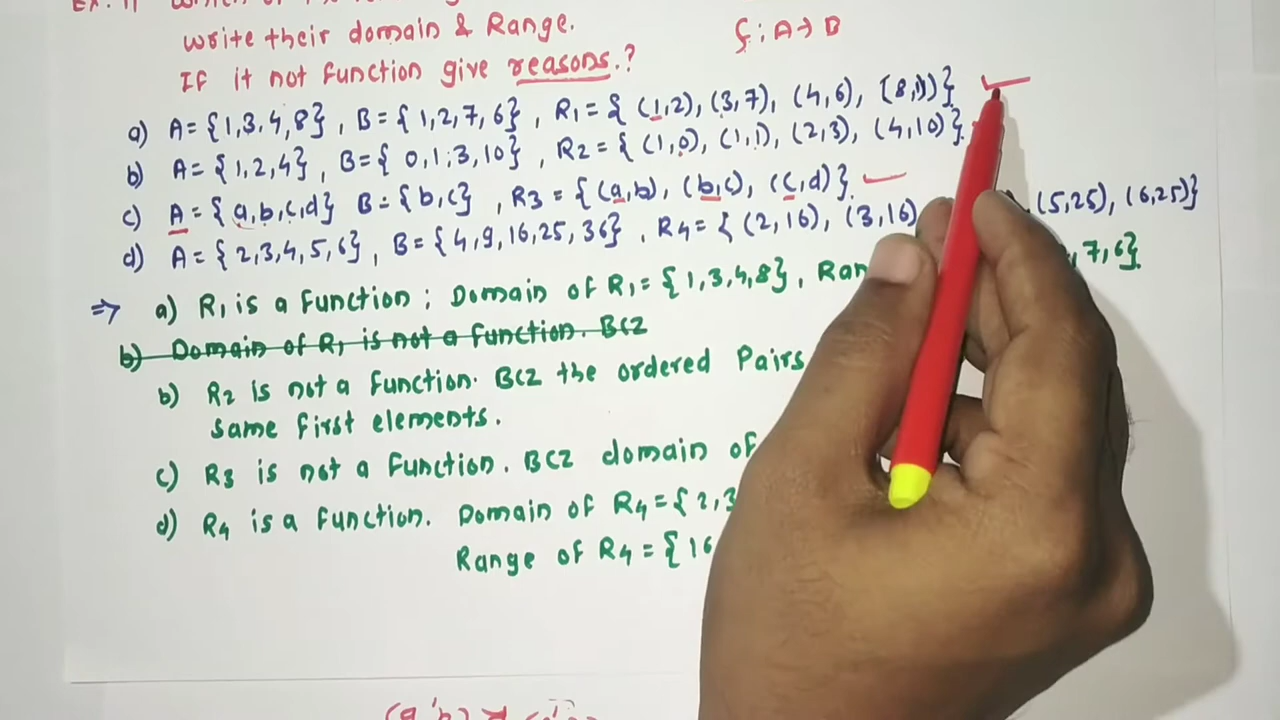 Ex. 1)
write their domain & Range.
f : A → B
If it not function give reasons.?
a) A = {1,3,4,8}, B = {1,2,7,6}, R1 = {(1,2), (3,7), (4,6), (8,1)}
b) A = {1,2,4}, B = {0,1,3,10}, R2 = {(1,0), (1,1), (2,3), (4,10)}.
c) A = {a,b,c,d} B = {b,c}, R3 = {(a,b), (b,c), (c,d)}.
d) A = {2,3,4,5,6}, B = {4,9,16,25,36}, R4 = {(2,16), (3,16) (5,25), (6,25)}
⇒ a) R1 is a Function ; Domain of R1 = {1,3,4,8}, Ran ,7,6}.
b) Domain of R1 is not a function. BCZ
b) R2 is not a function. BCZ the ordered Pairs
same first elements.
c) R3 is not a Function. BCZ domain of
d) R4 is a function. Domain of R4 = {2,3
Range of R4 = {16